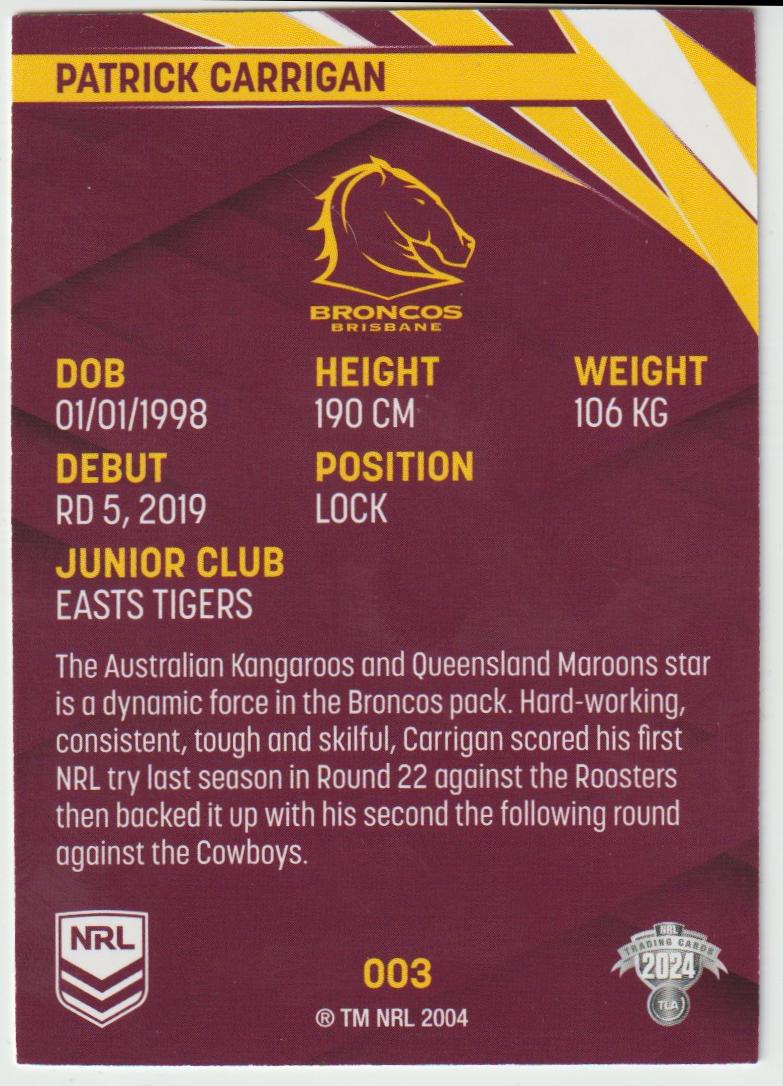 PATRICK CARRIGAN
BRONCOS
BRISBANE
DOB HEIGHT WEIGHT
01/01/1998 190 CM 106 KG
DEBUT POSITION
RD 5, 2019 LOCK
JUNIOR CLUB
EASTS TIGERS
The Australian Kangaroos and Queensland Maroons star
is a dynamic force in the Broncos pack. Hard-working,
consistent, tough and skilful, Carrigan scored his first
NRL try last season in Round 22 against the Roosters
then backed it up with his second the following round
against the Cowboys.
NRL
003
® TM NRL 2004
NRL
TRADING CARDS
2024
TLA